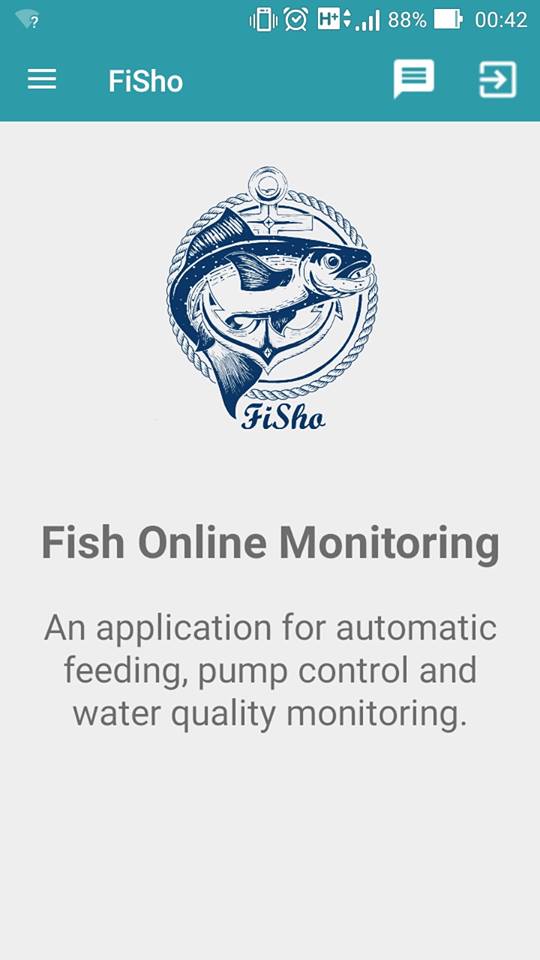 ? H+ 88% 00:42
FiSho
FiSho
Fish Online Monitoring
An application for automatic
feeding, pump control and
water quality monitoring.